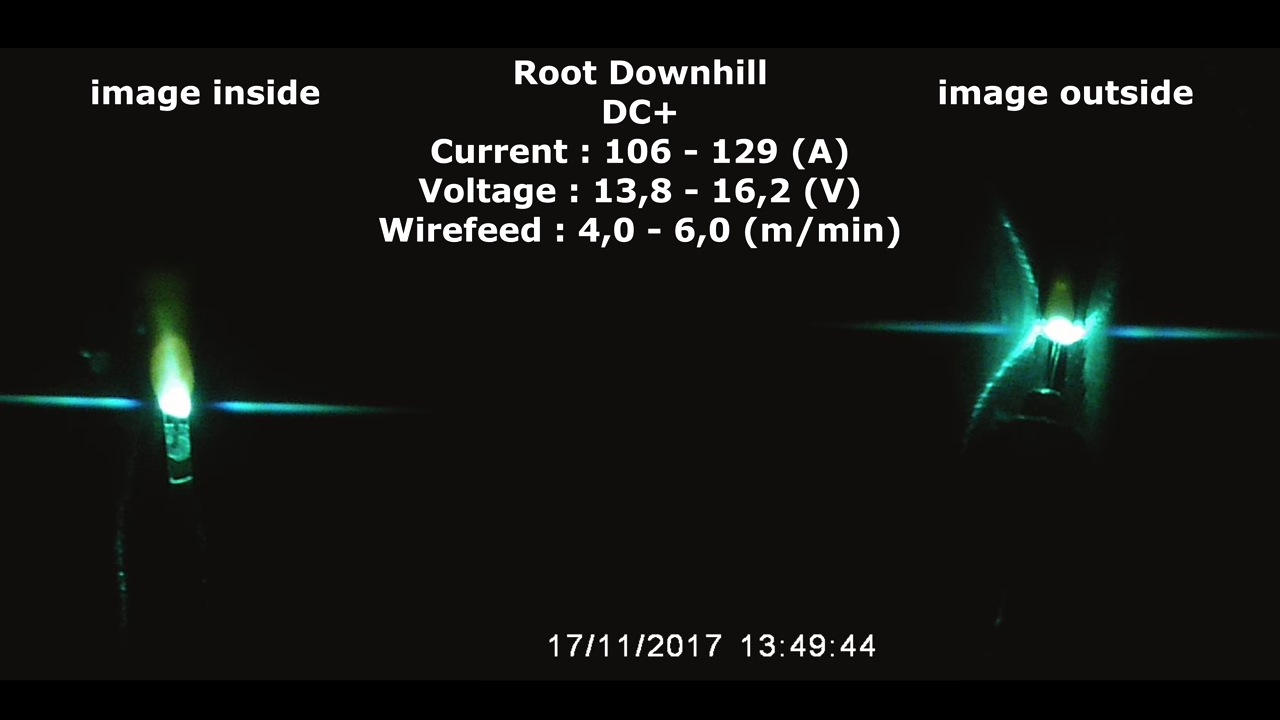 image inside
Root Downhill
DC+
Current : 106 - 129 (A)
Voltage : 13,8 - 16,2 (V)
Wirefeed : 4,0 - 6,0 (m/min)
image outside
17/11/2017 13:49:44